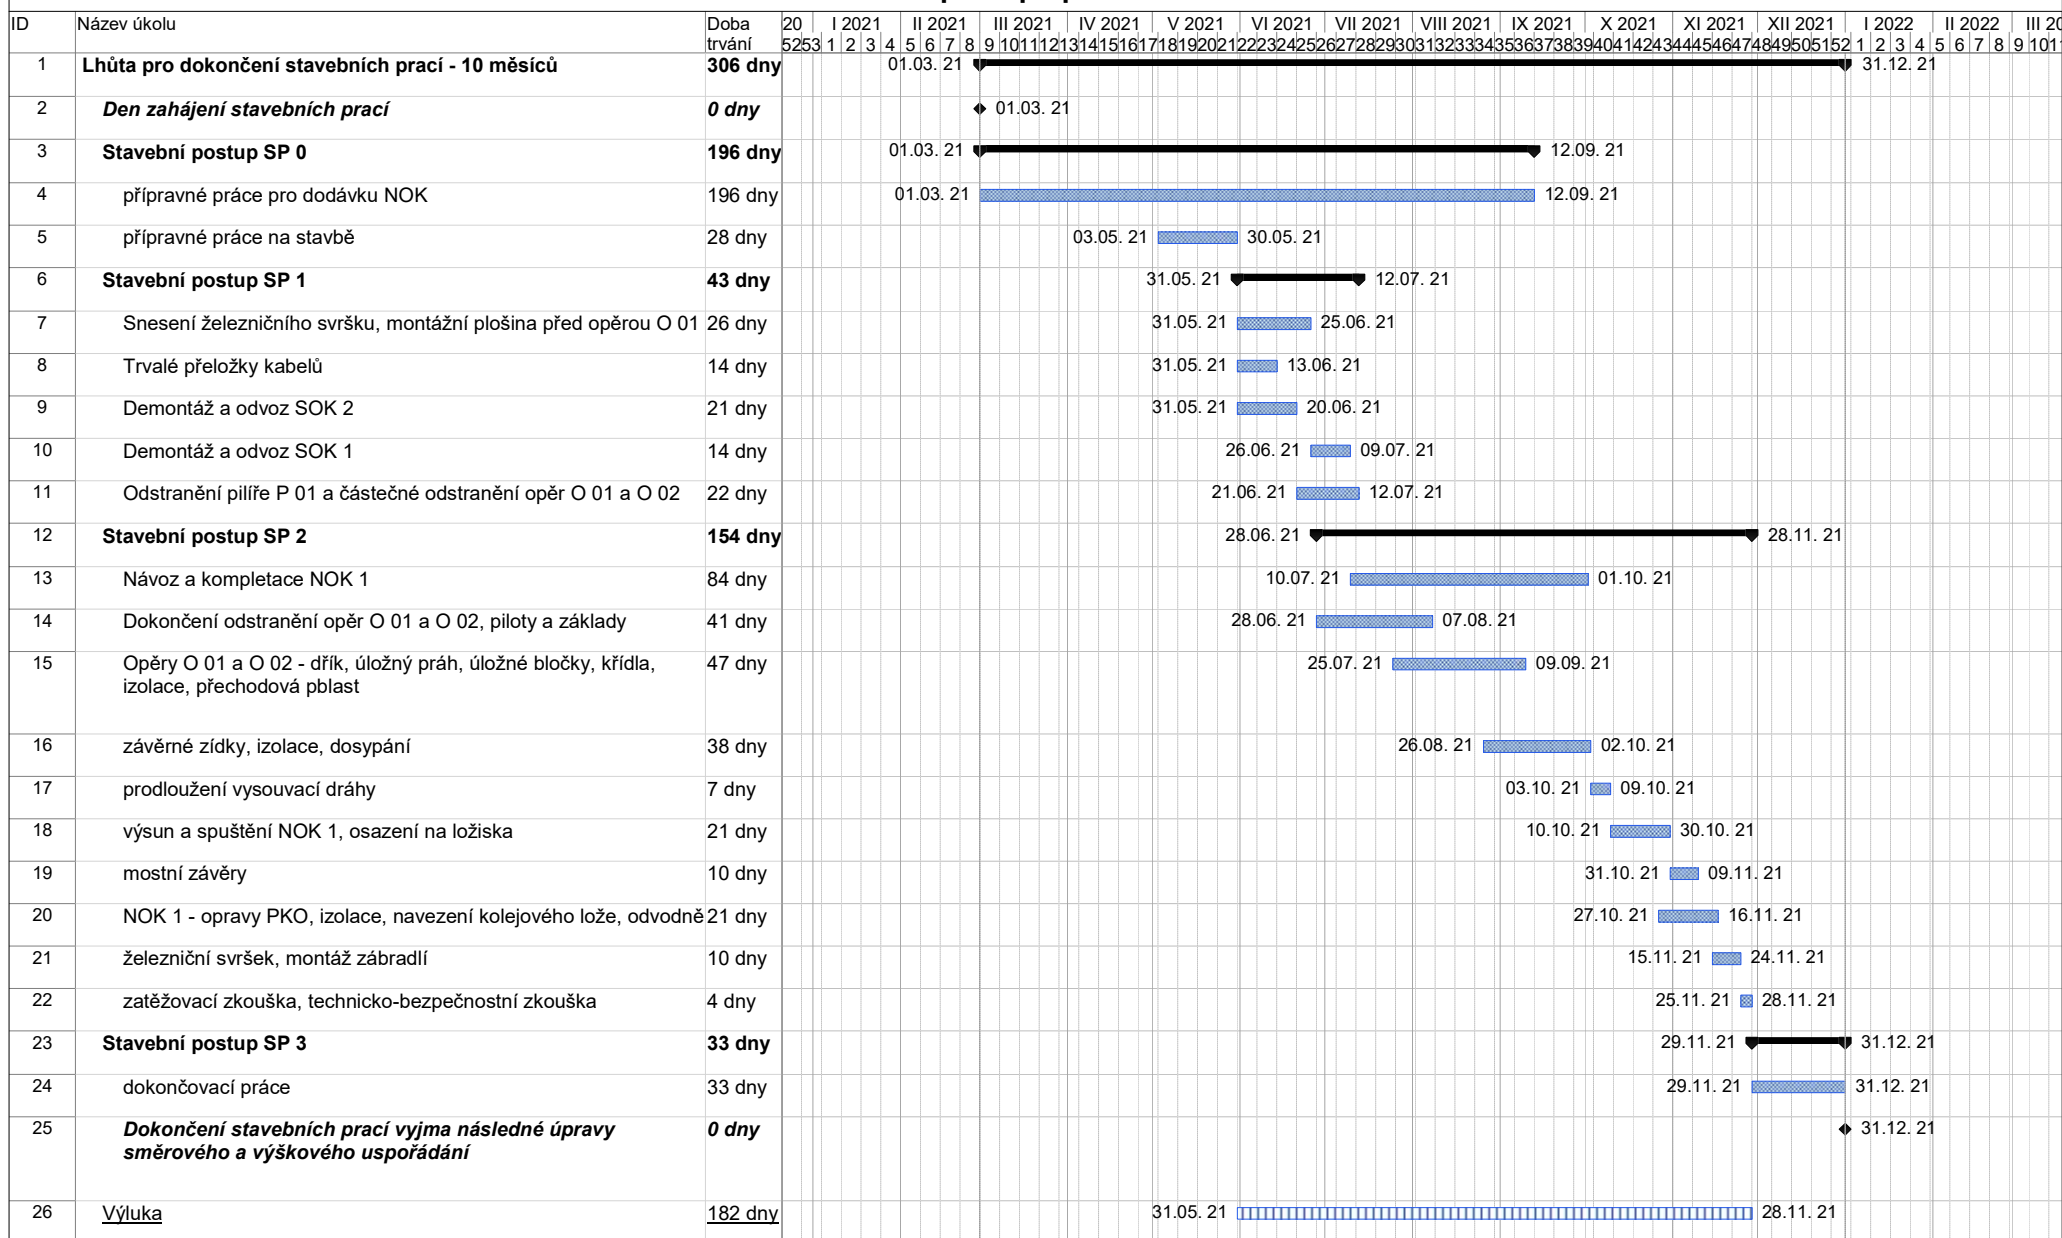 ID Název úkolu Doba trvání 20 I 2021 II 2021 III 2021 IV 2021 V 2021 VI 2021 VII 2021 VIII 2021 IX 2021 X 2021 XI 2021 XII 2021 I 2022 II 2022
52 53 1 2 3 4 5 6 7 8 9 10 11 12 13 14 15 16 17 18 19 20 21 22 23 24 25 26 27 28 29 30 31 32 33 34 35 36 37 38 39 40 41 42 43 44 45 46 47 48 49 50 51 52 1 2 3 4 5 6 7 8 9 10
1 Lhůta pro dokončení stavebních prací - 10 měsíců 306 dny 01.03. 21 31.12. 21
2 Den zahájení stavebních prací 0 dny 01.03. 21
3 Stavební postup SP 0 196 dny 01.03. 21 12.09. 21
4 přípravné práce pro dodávku NOK 196 dny 01.03. 21 12.09. 21
5 přípravné práce na stavbě 28 dny 03.05. 21 30.05. 21
6 Stavební postup SP 1 43 dny 31.05. 21 12.07. 21
7 Snesení železničního svršku, montážní plošina před opěrou O 01 26 dny 31.05. 21 25.06. 21
8 Trvalé přeložky kabelů 14 dny 31.05. 21 13.06. 21
9 Demontáž a odvoz SOK 2 21 dny 31.05. 21 20.06. 21
10 Demontáž a odvoz SOK 1 14 dny 26.06. 21 09.07. 21
11 Odstranění pilíře P 01 a částečné odstranění opěr O 01 a O 02 22 dny 21.06. 21 12.07. 21
12 Stavební postup SP 2 154 dny 28.06. 21 28.11. 21
13 Návoz a kompletace NOK 1 84 dny 10.07. 21 01.10. 21
14 Dokončení odstranění opěr O 01 a O 02, piloty a základy 41 dny 28.06. 21 07.08. 21
15 Opěry O 01 a O 02 - dřík, úložný práh, úložné bločky, křídla, 47 dny 25.07. 21 09.09. 21
izolace, přechodová pblast
16 závěrné zídky, izolace, dosypání 38 dny 26.08. 21 02.10. 21
17 prodloužení vysouvací dráhy 7 dny 03.10. 21 09.10. 21
18 výsun a spuštění NOK 1, osazení na ložiska 21 dny 10.10. 21 30.10. 21
19 mostní závěry 10 dny 31.10. 21 09.11. 21
20 NOK 1 - opravy PKO, izolace, navezení kolejového lože, odvodně 21 dny 27.10. 21 16.11. 21
21 železniční svršek, montáž zábradlí 10 dny 15.11. 21 24.11. 21
22 zatěžovací zkouška, technicko-bezpečnostní zkouška 4 dny 25.11. 21 28.11. 21
23 Stavební postup SP 3 33 dny 29.11. 21 31.12. 21
24 dokončovací práce 33 dny 29.11. 21 31.12. 21
25 Dokončení stavebních prací vyjma následné úpravy 0 dny 31.12. 21
směrového a výškového uspořádání
26 Výluka 182 dny 31.05. 21 28.11. 21